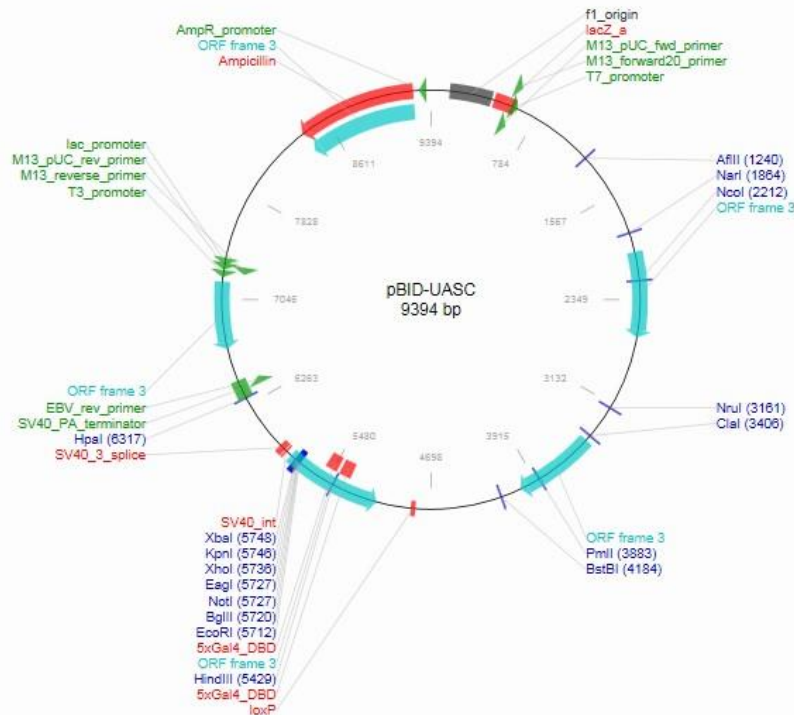 AmpR_promoter
ORF frame 3
Ampicillin
f1_origin
lacZ_a
M13_pUC_fwd_primer
M13_forward20_primer
T7_promoter
lac_promoter
M13_pUC_rev_primer
M13_reverse_primer
T3_promoter
9394
784
8611
7828
1567
AflII (1240)
NarI (1864)
NcoI (2212)
ORF frame 3
pBID-UASC
9394 bp
7046
2349
6263
3132
ORF frame 3
EBV_rev_primer
SV40_PA_terminator
HpaI (6317)
SV40_3_splice
5480
4698
3915
NruI (3161)
ClaI (3406)
SV40_int
XbaI (5748)
KpnI (5746)
XhoI (5736)
EagI (5727)
NotI (5727)
BglII (5720)
EcoRI (5712)
5xGal4_DBD
ORF frame 3
HindIII (5429)
5xGal4_DBD
loxP
ORF frame 3
PmlI (3883)
BstBI (4184)